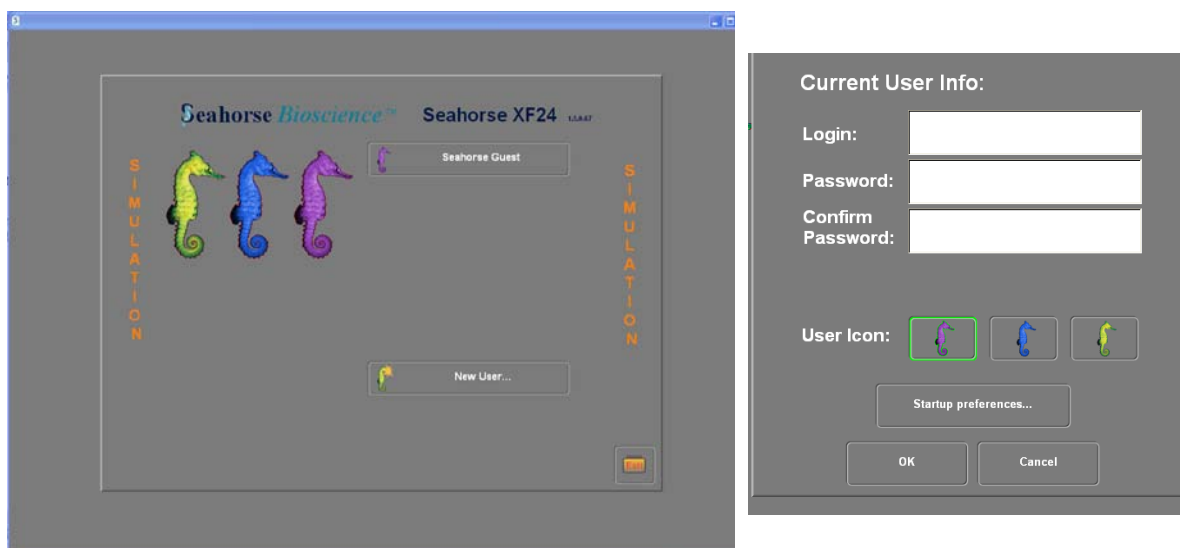 Seahorse Bioscience™ Seahorse XF24
Seahorse Guest
SIMULATION
SIMULATION
New User...
Exit
Current User Info:
Login:
Password:
Confirm
Password:
User Icon:
Startup preferences...
OK Cancel